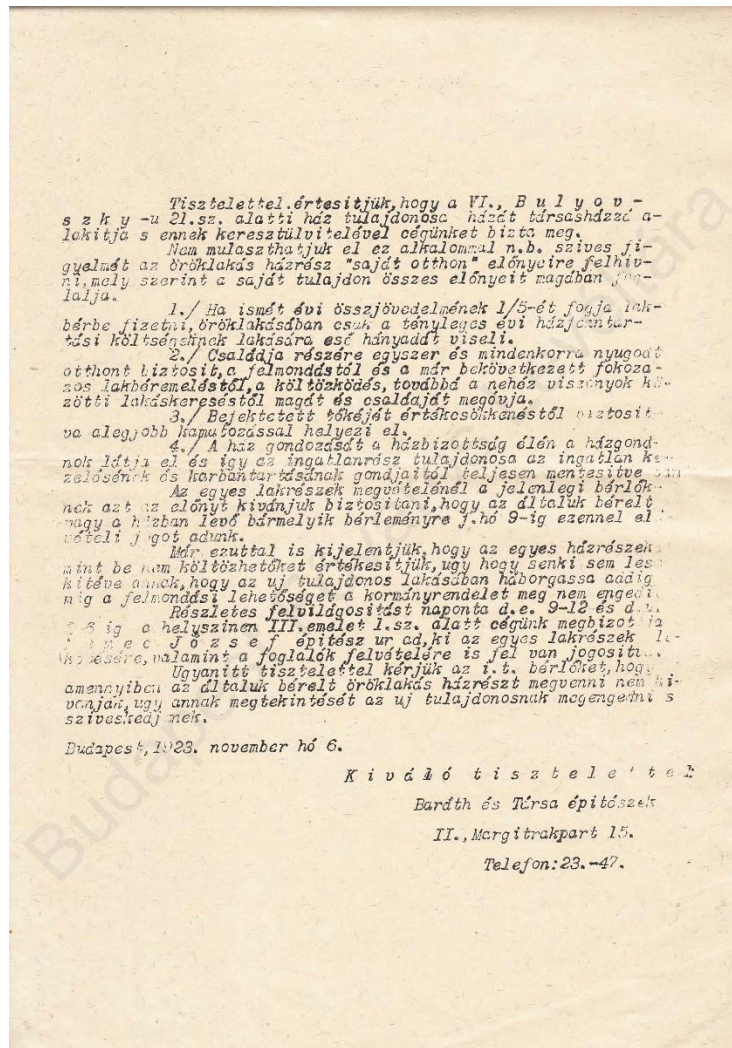 Tisztelettel értesitjük,hogy a VI., B u l y o v -
s z k y -u 21.sz. alatti ház tulajdonosa házát társasházzá a-
lakitja s ennek keresztülvitelével cégünket bizta meg.
Nem mulaszthatjuk el ez alkalommal n.b. szives fi-
gyelmét az öröklakás házrész "saját otthon" előnyeire felhiv-
ni,mely szerint a saját tulajdon összes előnyeit magában fog-
lalja.
1./ Ha ismét évi összjövedelmének 1/5-ét fogja lak-
bérbe fizetni,öröklakásában csak a tényleges évi házfentar-
tási költségeknek lakására eső hányadát viseli.
2./ Családja részére egyszer és mindenkorra nyugodt
otthont biztosit,a felmondástól és a már bekövetkezett fokoza-
zos lakbéremeléstől,a költözködés,továbbá a nehéz viszonyok kö-
zötti lakáskereséstől magát és csaldaját megóvja.
3./ Bejektetett tőkéjét értékcsökkenéstől biztosit-
va alegjobb kamatozással helyezi el.
4./ A ház gondozását a házbizottság élén a házgond-
nok látja el és igy az ingatlanrész tulajdonosa az ingatlan ke-
zelésének és karbantartásának gondjaitól teljesen mentesitve van
Az egyes lakrészek megvételénél a jelenlegi bérlők-
nek azt az előnyt kivánjuk biztositani,hogy az általuk bérelt
vagy a házban lévő bármelyik bérleményre f.hó 9-ig ezennel el
vételi jogot adunk.
Már ezuttal is kijelentjük,hogy az egyes házrészek
mint be nem költözhetőket értékesitjük,ugy hogy senki sem les
kitéve annak,hogy az uj tulajdonos lakásában háborgassa addig
mig a felmondási lehetőséget a kormányrendelet meg nem engedi.
Részletes felvilágositást naponta d.e. 9-12 és d.u.
ig a helyszinen III.emelet 1.sz. alatt cégünk megbizottja
J ó z s e f épitész ur ad,ki az egyes lakrészek le-
kötésére,valamint a foglalók felvételére is fel van jogositva.
Ugyanitt tisztelettel kérjük az i.t. bérlőket,hogy
amennyiben az általuk bérelt öröklakás házrészt megvenni nem ki-
vánják,ugy annak megtekintését az uj tulajdonosnak megengedni s
sziveskedjenek.
Budapest,1923. november hó 6.
K i v á l ó t i s z t e l e t t e l
Baráth és Társa épitészek
II.,Margitrakpart 15.
Telefon:23.-47.